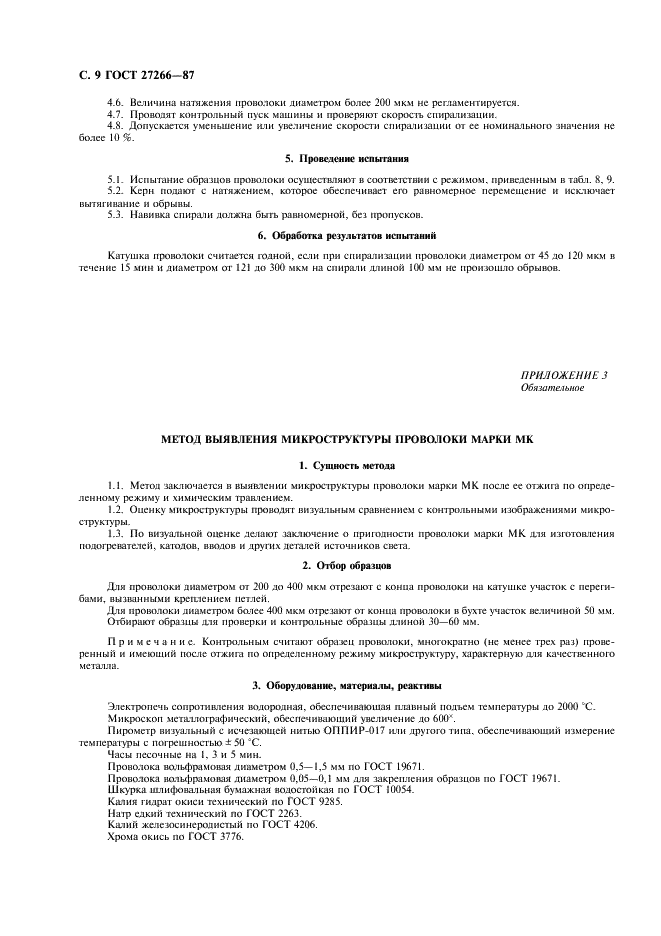 С. 9 ГОСТ 27266—87
4.6. Величина натяжения проволоки диаметром более 200 мкм не регламентируется.
4.7. Проводят контрольный пуск машины и проверяют скорость спирализации.
4.8. Допускается уменьшение или увеличение скорости спирализации от ее номинального значения не
более 10 %.
5. Проведение испытания
5.1. Испытание образцов проволоки осуществляют в соответствии с режимом, приведенным в табл. 8, 9.
5.2. Керн подают с натяжением, которое обеспечивает его равномерное перемещение и исключает
вытягивание и обрывы.
5.3. Навивка спирали должна быть равномерной, без пропусков.
6. Обработка результатов испытаний
Катушка проволоки считается годной, если при спирализации проволоки диаметром от 45 до 120 мкм в
течение 15 мин и диаметром от 121 до 300 мкм на спирали длиной 100 мм не произошло обрывов.
ПРИЛОЖЕНИЕ 3
Обязательное
МЕТОД ВЫЯВЛЕНИЯ МИКРОСТРУКТУРЫ ПРОВОЛОКИ МАРКИ МК
1. Сущность метода
1.1. Метод заключается в выявлении микроструктуры проволоки марки МК после ее отжига по опреде-
ленному режиму и химическим травлением.
1.2. Оценку микроструктуры проводят визуальным сравнением с контрольными изображениями микро-
структуры.
1.3. По визуальной оценке делают заключение о пригодности проволоки марки МК для изготовления
подогревателей, катодов, вводов и других деталей источников света.
2. Отбор образцов
Для проволоки диаметром от 200 до 400 мкм отрезают с конца проволоки на катушке участок с переги-
бами, вызванными креплением петлей.
Для проволоки диаметром более 400 мкм отрезают от конца проволоки в бухте участок величиной 50 мм.
Отбирают образцы для проверки и контрольные образцы длиной 30—60 мм.
Примечание. Контрольным считают образец проволоки, многократно (не менее трех раз) прове-
ренный и имеющий после отжига по определенному режиму микроструктуру, характерную для качественного
металла.
3. Оборудование, материалы, реактивы
Электропечь сопротивления водородная, обеспечивающая плавный подъем температуры до 2000 °С.
Микроскоп металлографический, обеспечивающий увеличение до 600ˣ.
Пирометр визуальный с исчезающей нитью ОППИР-017 или другого типа, обеспечивающий измерение
температуры с погрешностью ± 50 °С.
Часы песочные на 1, 3 и 5 мин.
Проволока вольфрамовая диаметром 0,5—1,5 мм по ГОСТ 19671.
Проволока вольфрамовая диаметром 0,05—0,1 мм для закрепления образцов по ГОСТ 19671.
Шкурка шлифовальная бумажная водостойкая по ГОСТ 10054.
Калия гидрат окиси технический по ГОСТ 9285.
Натр едкий технический по ГОСТ 2263.
Калий железосинеродистый по ГОСТ 4206.
Хрома окись по ГОСТ 3776.